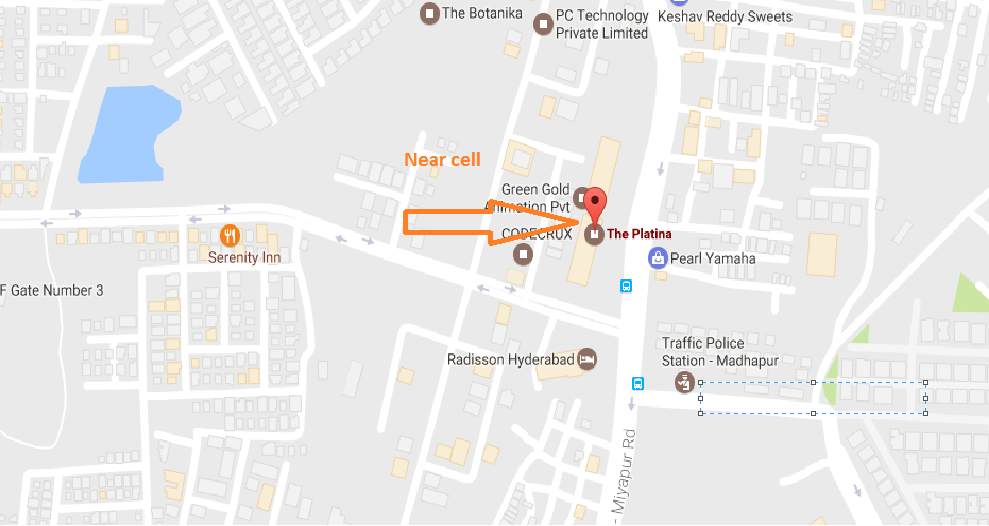 The Botanika
PC Technology
Private Limited
Keshav Reddy Sweets
Near cell
Green Gold
Animation Pvt
CODECRUX
The Platina
Serenity Inn
Pearl Yamaha
F Gate Number 3
Traffic Police
Station - Madhapur
Radisson Hyderabad
- Miyapur Rd